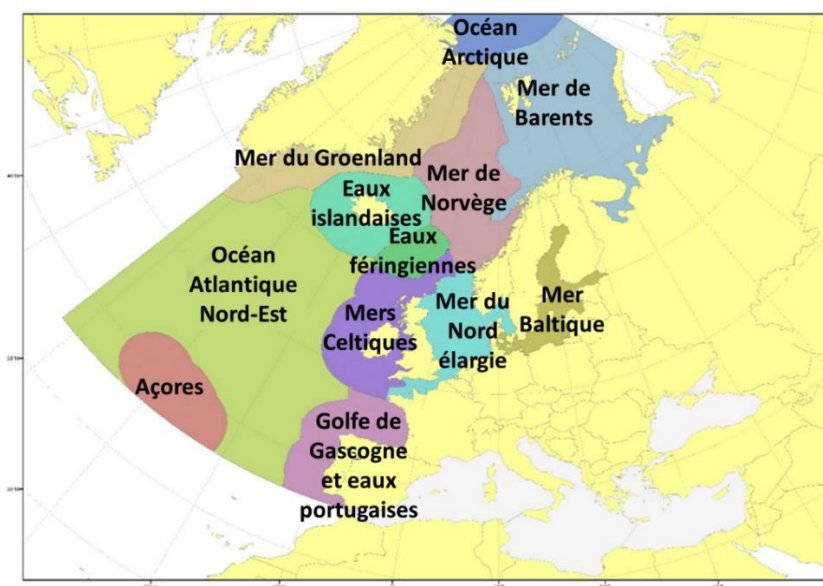 Océan
Arctique
Mer de
Barents
Mer du Groenland
Mer de
Norvège
Eaux
islandaises
Eaux
féringiennes
Océan
Atlantique
Nord-Est
Mers
Celtiques
Mer du
Nord
élargie
Mer
Baltique
Açores
Golfe de
Gascogne
et eaux
portugaises